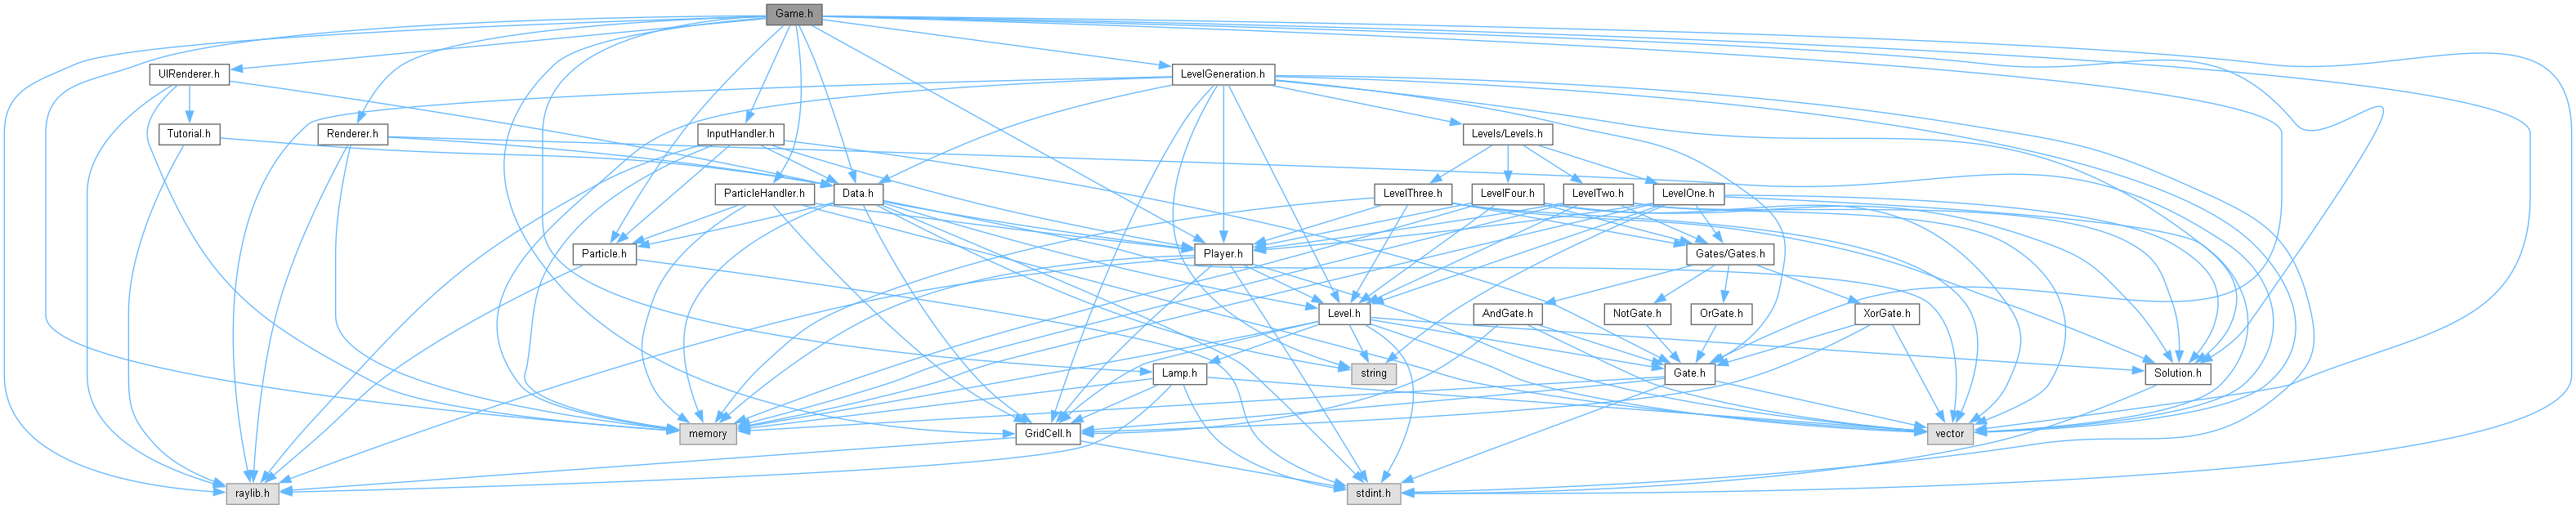 Game.h
UIRenderer.h
LevelGeneration.h
Tutorial.h
Renderer.h
InputHandler.h
Levels/Levels.h
ParticleHandler.h
Data.h
LevelThree.h
LevelFour.h
LevelTwo.h
LevelOne.h
Particle.h
Player.h
Gates/Gates.h
Level.h
AndGate.h
NotGate.h
OrGate.h
XorGate.h
Lamp.h
string
Gate.h
Solution.h
memory
GridCell.h
vector
raylib.h
stdint.h